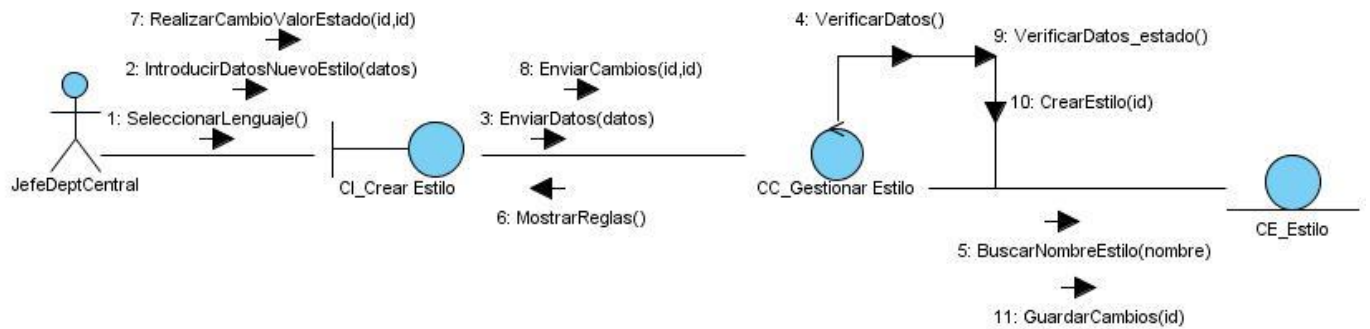 7: RealizarCambioValorEstado(id,id)
4: VerificarDatos()
9: VerificarDatos_estado()
2: IntroducirDatosNuevoEstilo(datos)
8: EnviarCambios(id,id)
10: CrearEstilo(id)
1: SeleccionarLenguaje()
3: EnviarDatos(datos)
JefeDeptCentral
CI_Crear Estilo
CC_Gestionar Estilo
6: MostrarReglas()
CE_Estilo
5: BuscarNombreEstilo(nombre)
11: GuardarCambios(id)